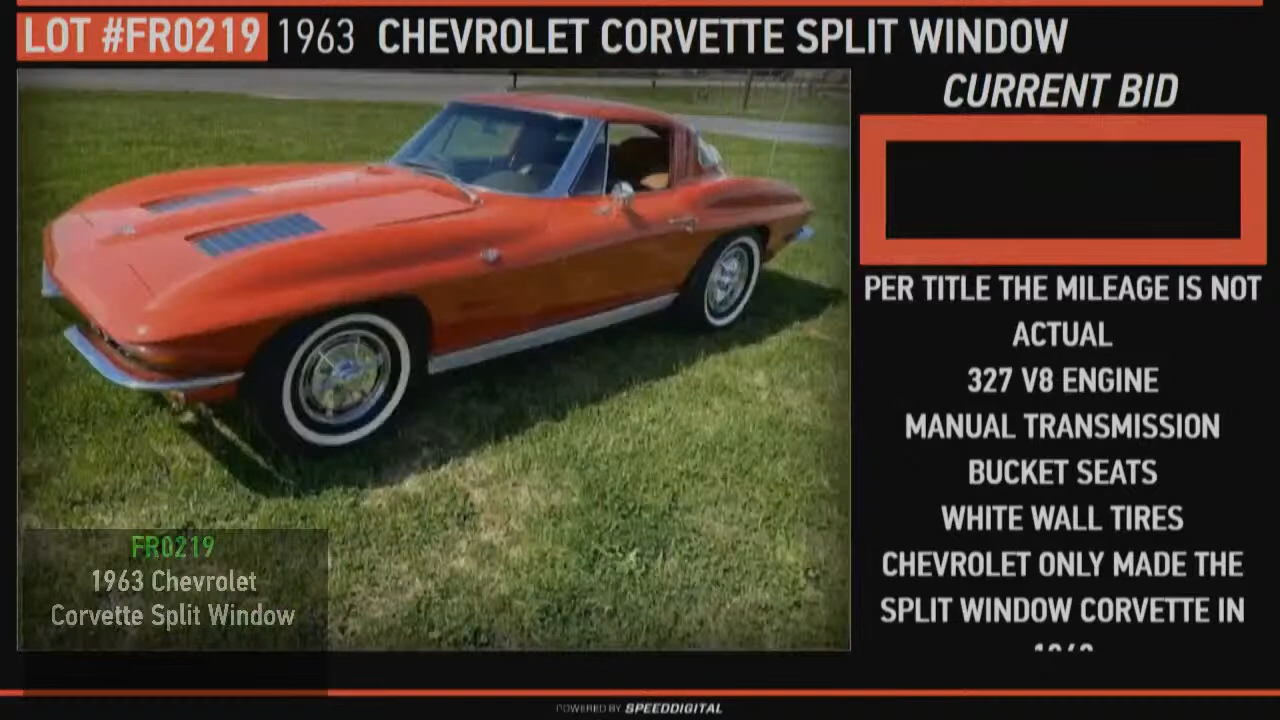 LOT #FR0219 1963 CHEVROLET CORVETTE SPLIT WINDOW
CURRENT BID
PER TITLE THE MILEAGE IS NOT
ACTUAL
327 V8 ENGINE
MANUAL TRANSMISSION
BUCKET SEATS
WHITE WALL TIRES
CHEVROLET ONLY MADE THE
SPLIT WINDOW CORVETTE IN
FR0219
1963 Chevrolet
Corvette Split Window
POWERED BY SPEEDDIGITAL